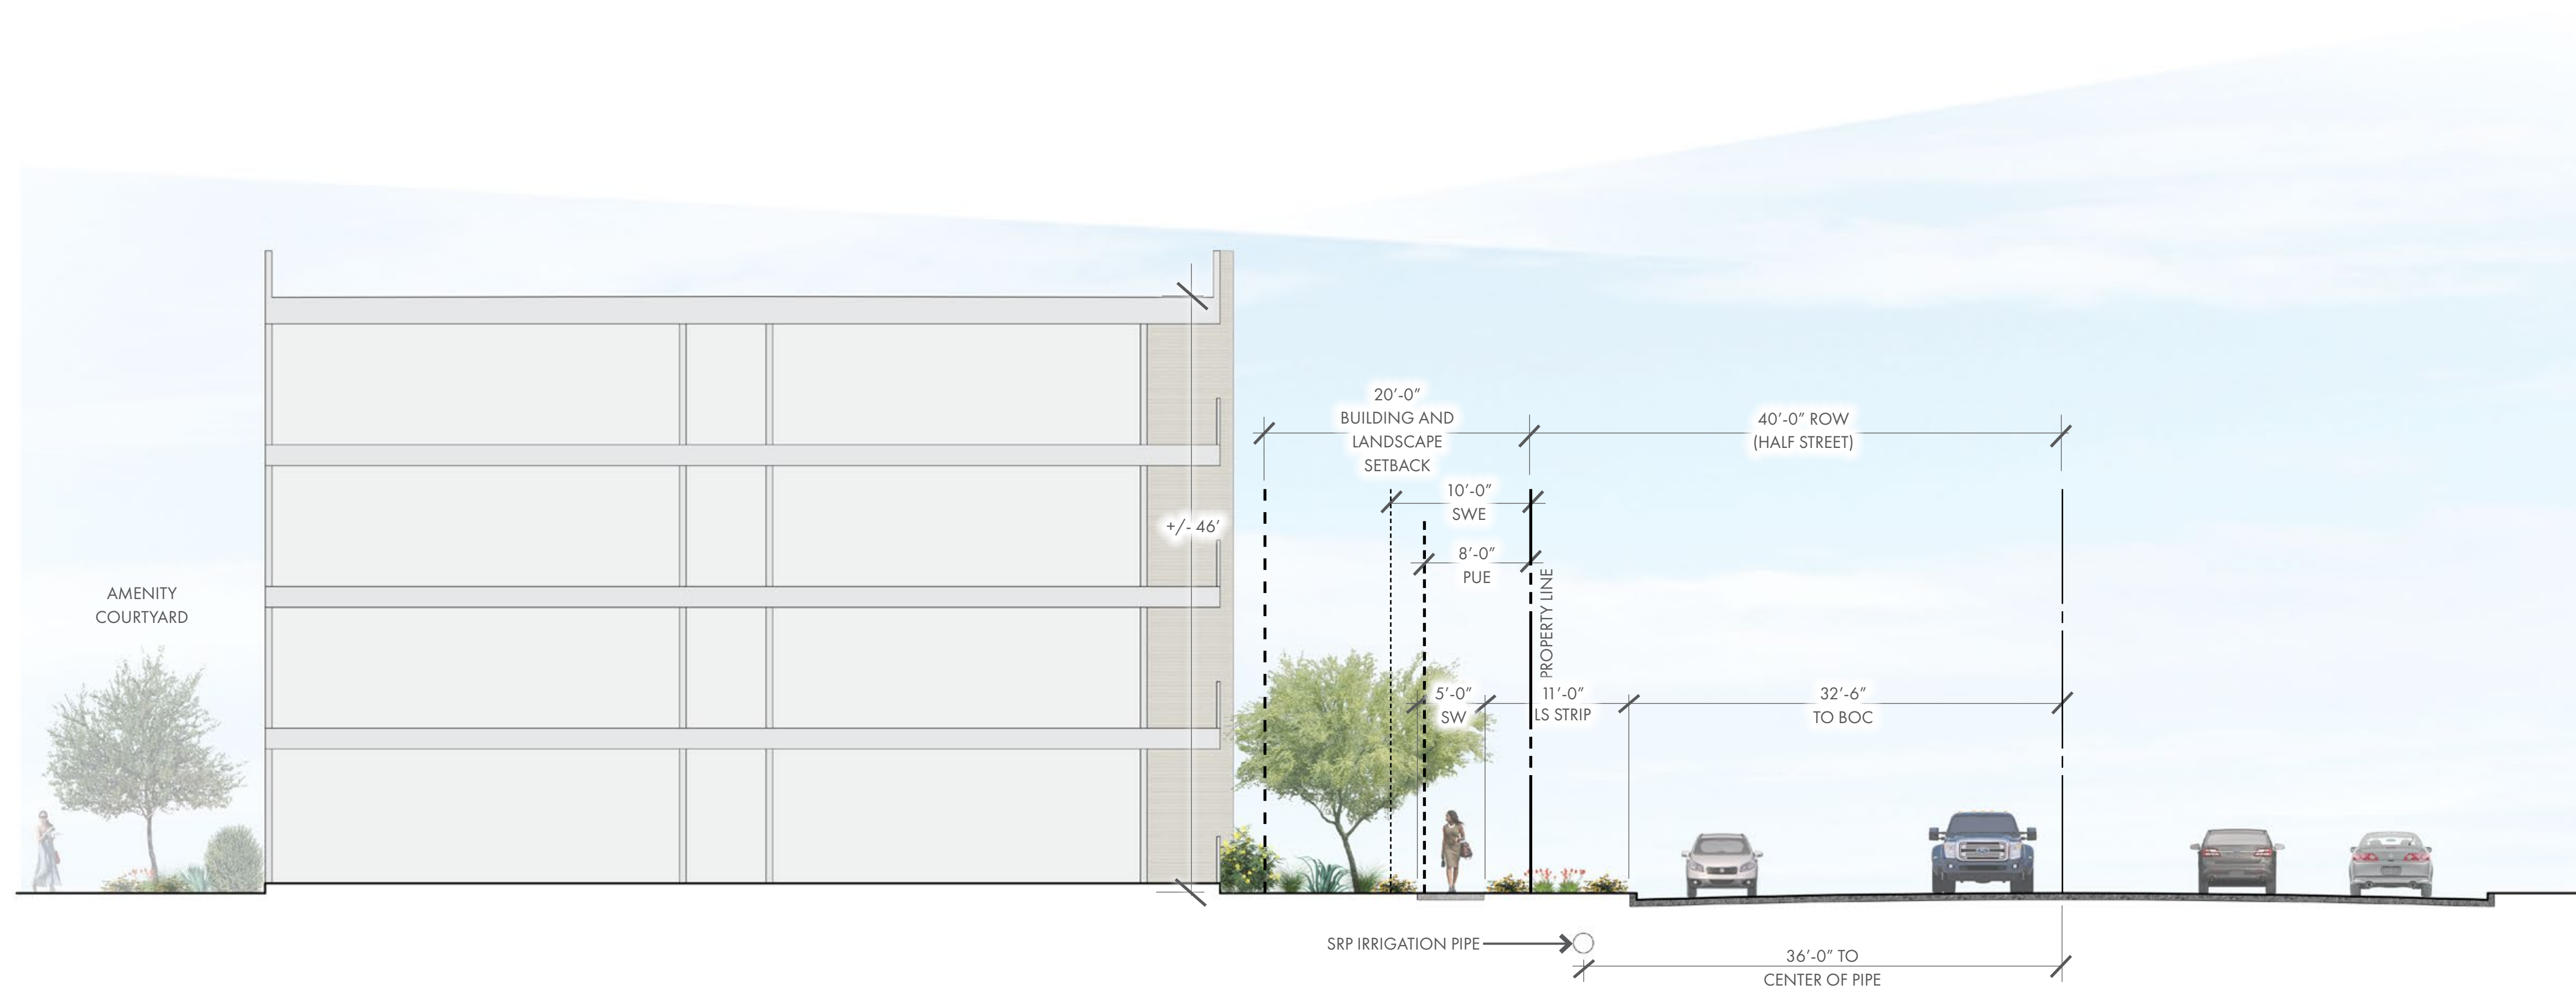 20’-0”
BUILDING AND
LANDSCAPE
SETBACK
40’-0” ROW
(HALF STREET)
10’-0”
SWE
+/- 46’
8’-0”
PUE
PROPERTY LINE
AMENITY
COURTYARD
5’-0”
SW
11’-0”
LS STRIP
32’-6”
TO BOC
SRP IRRIGATION PIPE
36’-0” TO
CENTER OF PIPE